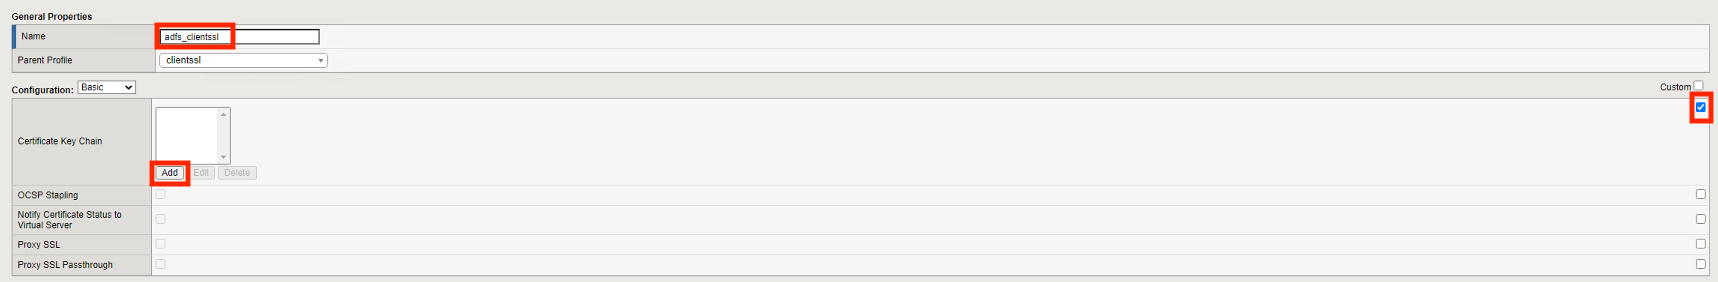 General Properties
Name
adfs_clientssl
Parent Profile
clientssl
Configuration: Basic
Custom
Certificate Key Chain
Add Edit Delete
OCSP Stapling
Notify Certificate Status to
Virtual Server
Proxy SSL
Proxy SSL Passthrough